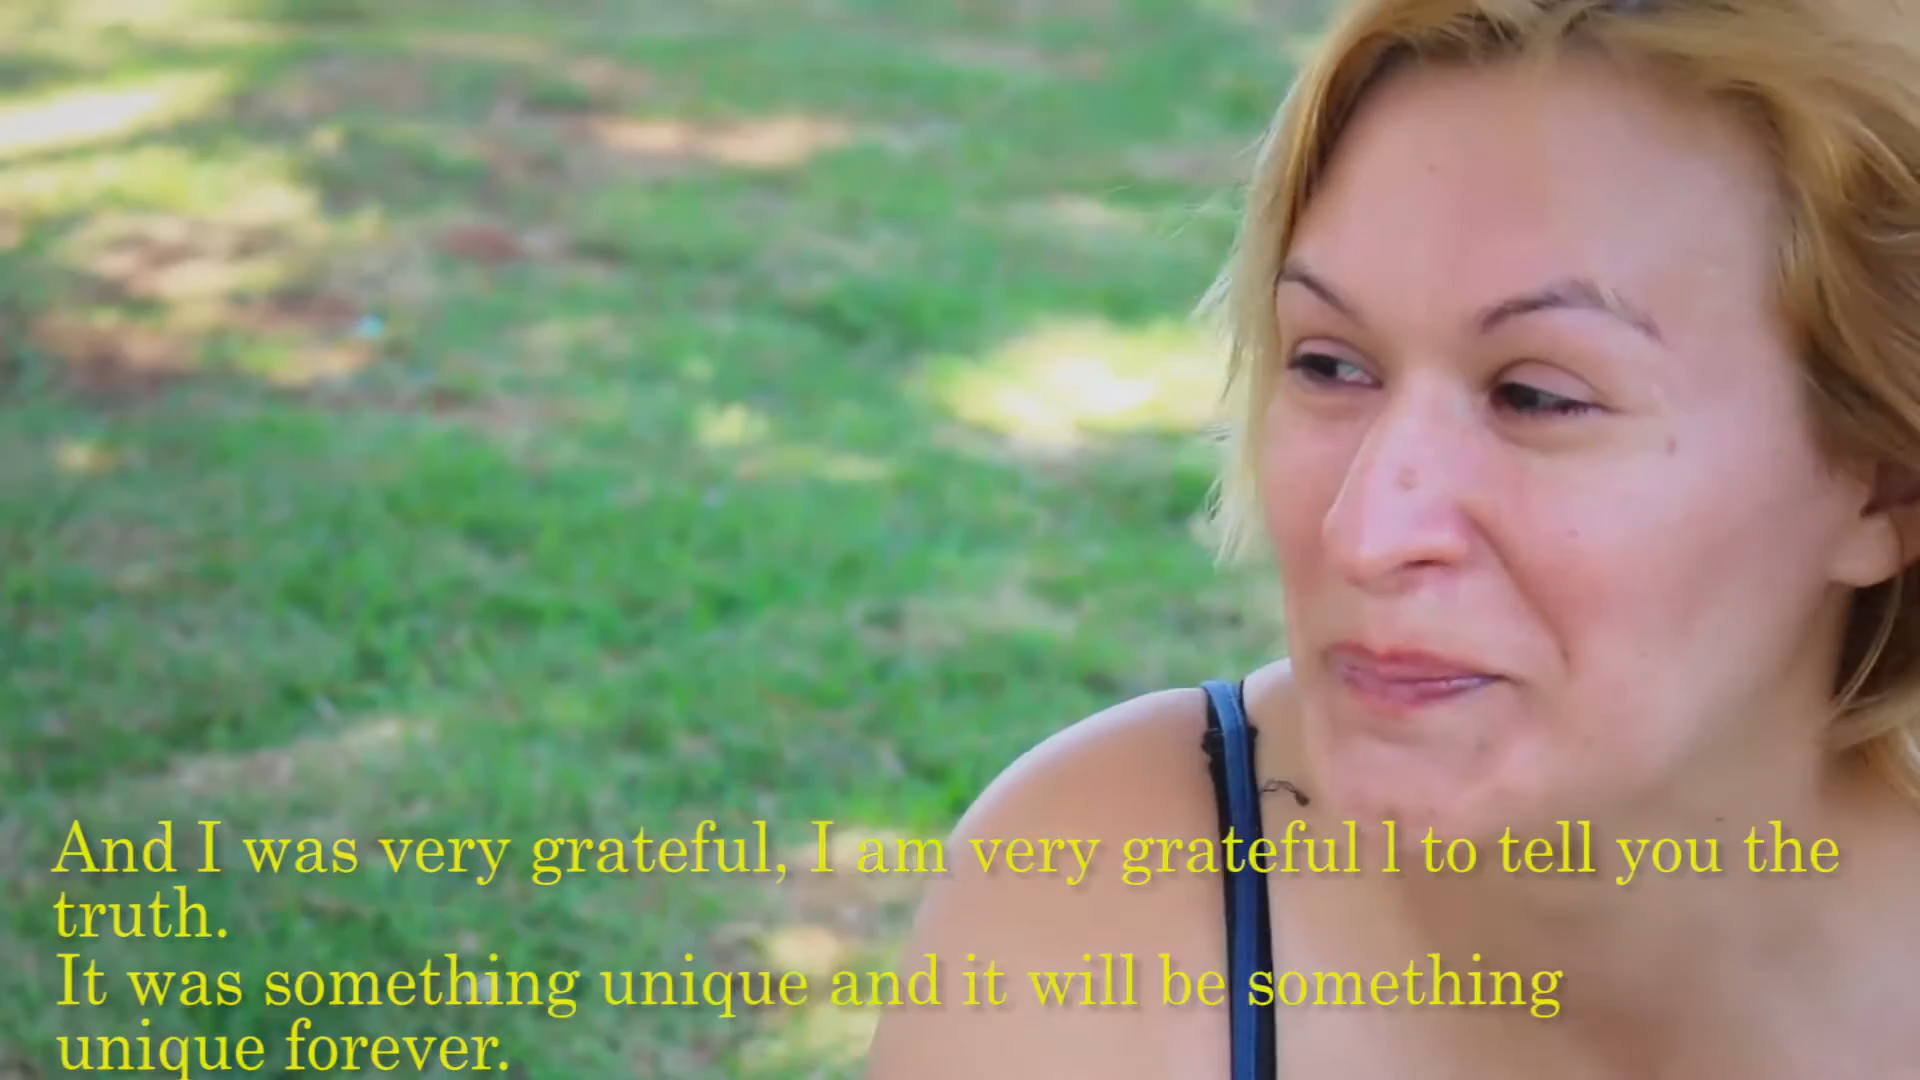 And I was very grateful, I am very grateful l to tell you the
truth.
It was something unique and it will be something
unique forever.